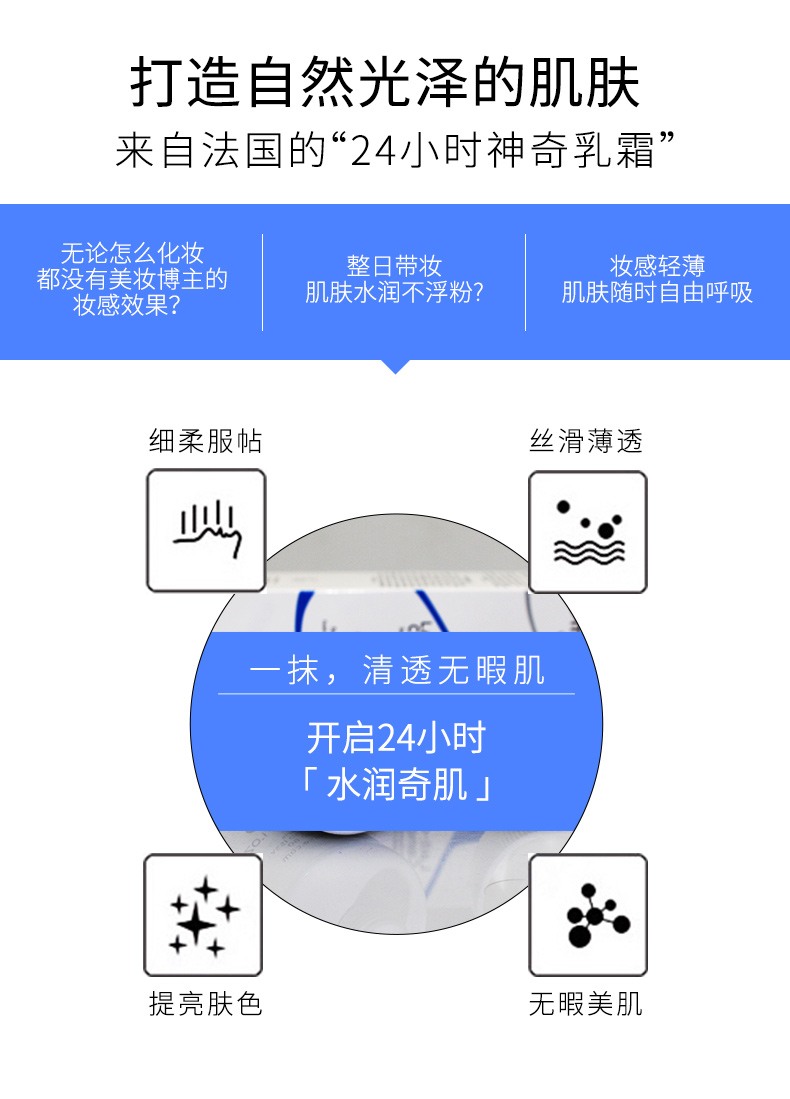 打造自然光泽的肌肤
来自法国的“24小时神奇乳霜”
无论怎么化妆
都没有美妆博主的
妆感效果?
整日带妆
肌肤水润不浮粉?
妆感轻薄
肌肤随时自由呼吸
细柔服帖
丝滑薄透
一抹，清透无暇肌
开启24小时
「水润奇肌」
提亮肤色
无暇美肌